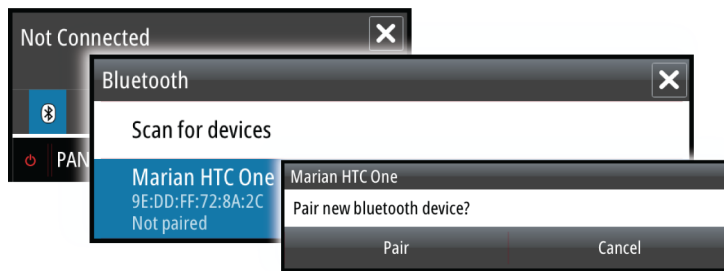 Not Connected
Bluetooth
Scan for devices
PAN
Marian HTC One
9E:DD:FF:72:8A:2C
Not paired
Marian HTC One
Pair new bluetooth device?
Pair Cancel